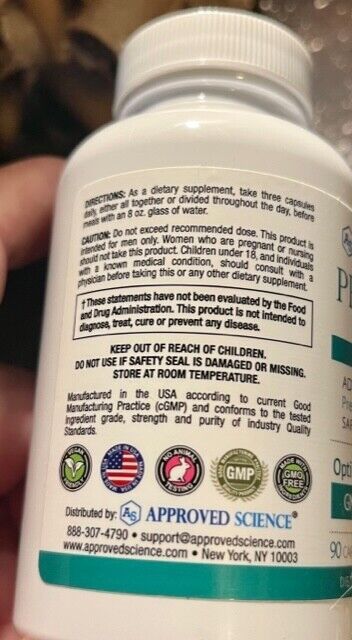 DIRECTIONS: As a dietary supplement, take three capsules
daily, either all together or divided throughout the day, before
meals with an 8 oz. glass of water.
CAUTION: Do not exceed recommended dose. This product is
intended for men only. Women who are pregnant or nursing
should not take this product. Children under 18, and individuals
with a known medical condition, should consult with a
physician before taking this or any other dietary supplement.
† These statements have not been evaluated by the Food
and Drug Administration. This product is not intended to
diagnose, treat, cure or prevent any disease.
KEEP OUT OF REACH OF CHILDREN.
DO NOT USE IF SAFETY SEAL IS DAMAGED OR MISSING.
STORE AT ROOM TEMPERATURE.
Manufactured in the USA according to current Good
Manufacturing Practice (cGMP) and conforms to the tested
ingredient grade, strength and purity of industry Quality
Standards.
VEGAN
MADE IN USA
NO ANIMAL
TESTING
GMP
MADE WITH
GMO
FREE
INGREDIENTS
Distributed by: AS APPROVED SCIENCE®
888-307-4790 • support@approvedscience.com
www.approvedscience.com • New York, NY 10003
90